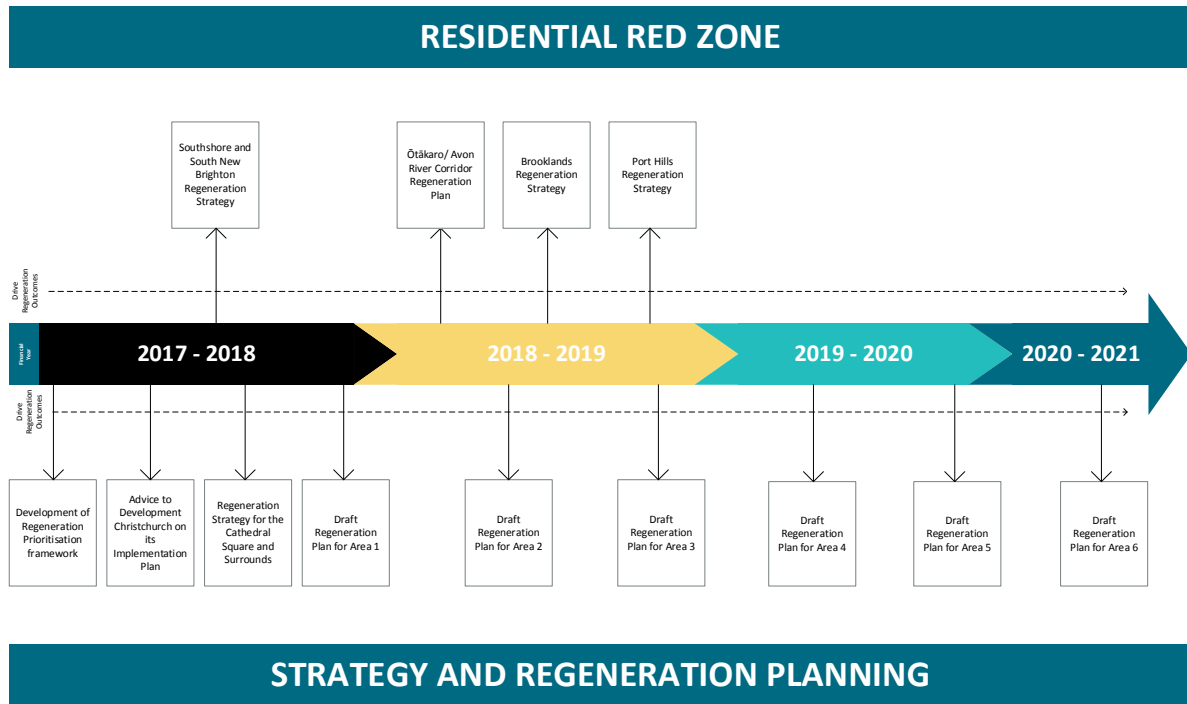 RESIDENTIAL RED ZONE
Southshore and
South New
Brighton
Regeneration
Strategy
Ōtākaro/ Avon
River Corridor
Regeneration
Plan
Brooklands
Regeneration
Strategy
Port Hills
Regeneration
Strategy
Drive
Regeneration
Outcomes
Financial
Year
2017 - 2018
2018 - 2019
2019 - 2020
2020 - 2021
Drive
Regeneration
Outcomes
Development of
Regeneration
Prioritisation
framework
Advice to
Development
Christchurch on
its
Implementation
Plan
Regeneration
Strategy for the
Cathedral
Square and
Surrounds
Draft
Regeneration
Plan for Area 1
Draft
Regeneration
Plan for Area 2
Draft
Regeneration
Plan for Area 3
Draft
Regeneration
Plan for Area 4
Draft
Regeneration
Plan for Area 5
Draft
Regeneration
Plan for Area 6
STRATEGY AND REGENERATION PLANNING